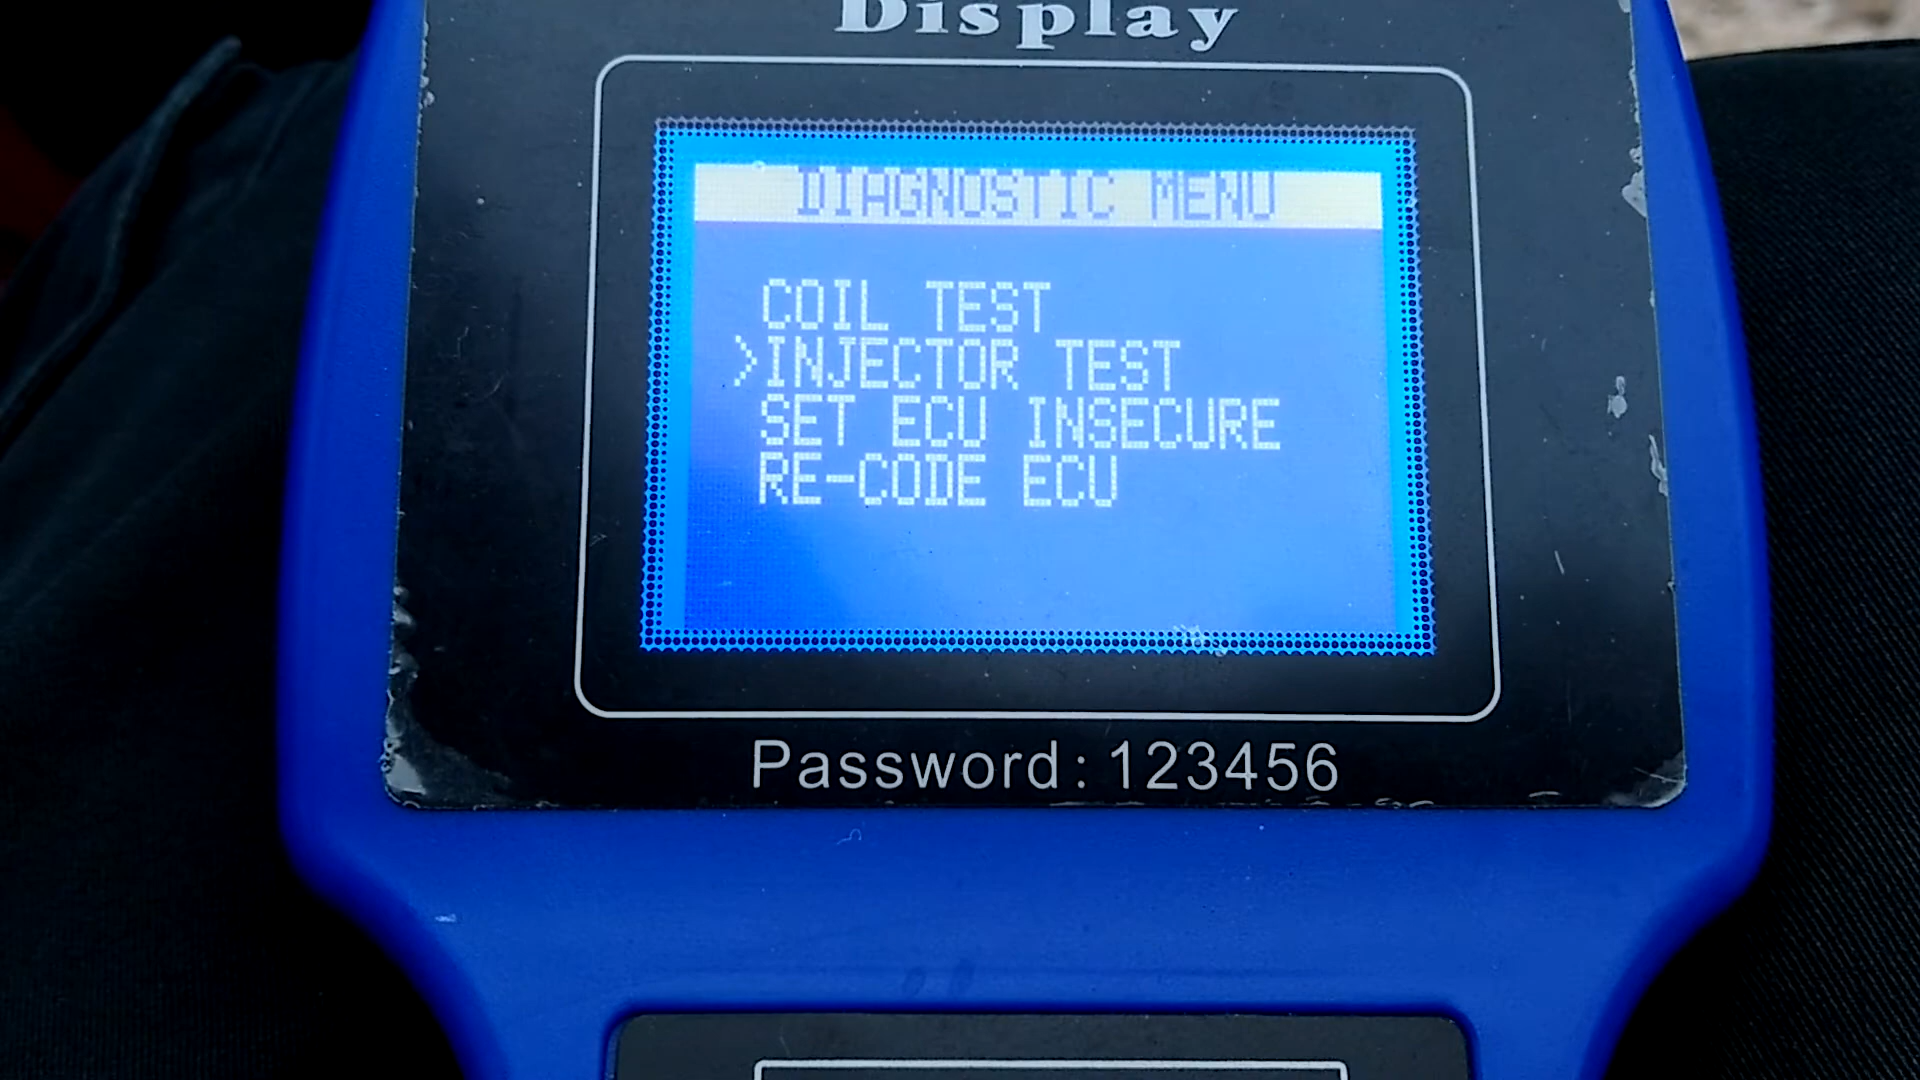 Display
DIAGNOSTIC MENU
COIL TEST
>INJECTOR TEST
SET ECU INSECURE
RE-CODE ECU
Password: 123456